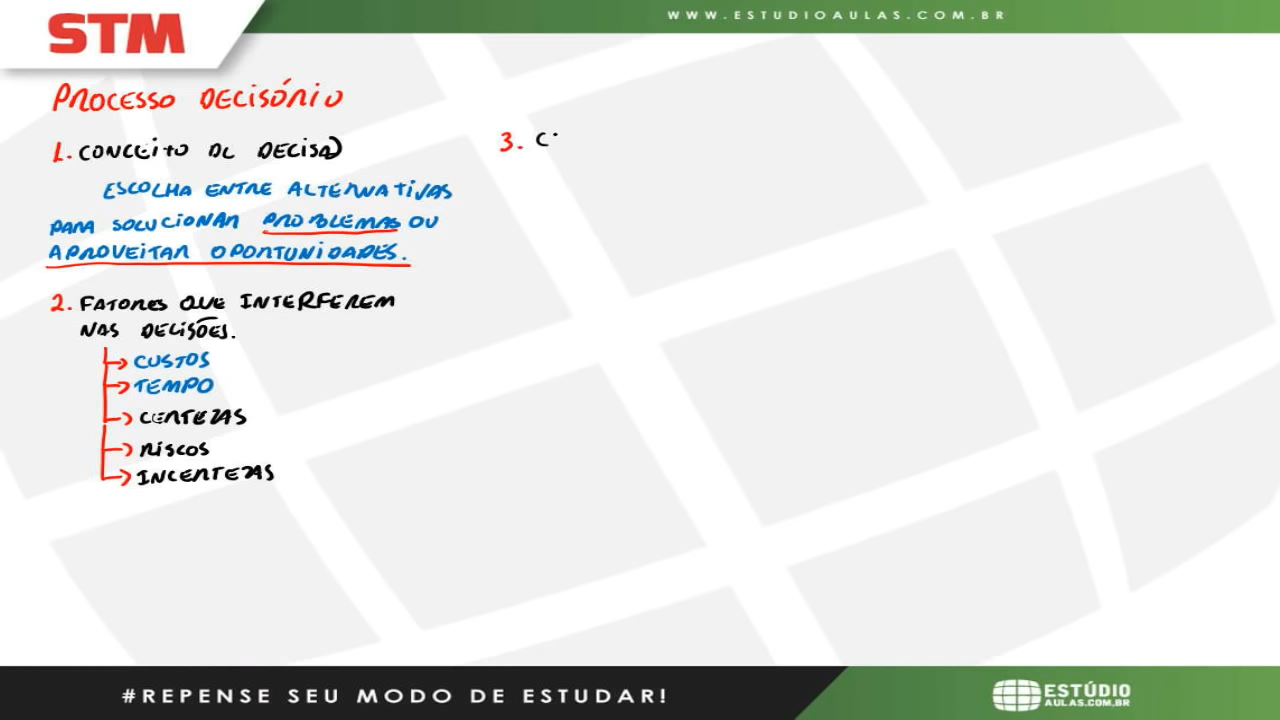 STM
WWW.ESTUDIOAULAS.COM.BR
PROCESSO DECISÓRIO
1. CONCEITO DE DECISÃO
ESCOLHA ENTRE ALTERNATIVAS
PARA SOLUCIONAR PROBLEMAS OU
APROVEITAR OPORTUNIDADES.
2. FATORES QUE INTERFEREM
NAS DECISÕES.
CUSTOS
TEMPO
CERTEZAS
RISCOS
INCERTEZAS
3. C
#REPENSE SEU MODO DE ESTUDAR!
ESTÚDIO
AULAS.COM.BR